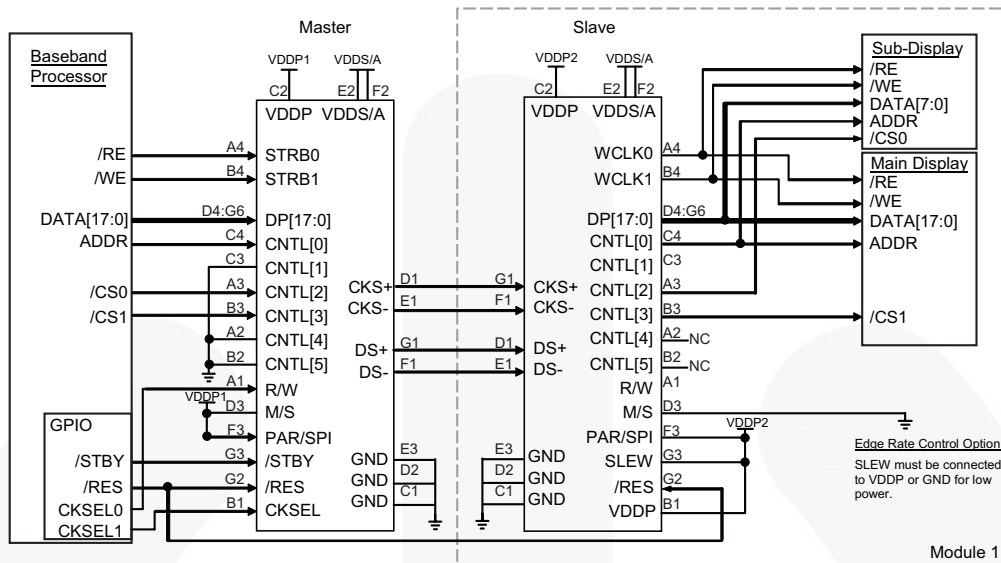 Master
Slave
Baseband
Processor
/RE
/WE
DATA[17:0]
ADDR
/CS0
/CS1
GPIO
/STBY
/RES
CKSEL0
CKSEL1
VDDP1
VDDS/A
C2
E2
F2
VDDP
VDDS/A
A4
STRB0
B4
STRB1
D4:G6
DP[17:0]
C4
CNTL[0]
C3
CNTL[1]
A3
CNTL[2]
B3
CNTL[3]
A2
CNTL[4]
B2
CNTL[5]
A1
R/W
VDDP1
D3
M/S
F3
PAR/SPI
G3
/STBY
G2
/RES
B1
CKSEL
CKS+
D1
CKS-
E1
DS+
G1
DS-
F1
GND
E3
GND
D2
GND
C1
VDDP2
VDDS/A
C2
E2
F2
VDDP
VDDS/A
G1
CKS+
F1
CKS-
D1
DS+
E1
DS-
E3
GND
D2
GND
C1
GND
WCLK0
A4
WCLK1
B4
DP[17:0]
D4:G6
CNTL[0]
C4
CNTL[1]
C3
CNTL[2]
A3
CNTL[3]
B3
CNTL[4]
A2
NC
CNTL[5]
B2
NC
R/W
A1
M/S
D3
PAR/SPI
F3
VDDP2
SLEW
G3
/RES
G2
VDDP
B1
Sub-Display
/RE
/WE
DATA[7:0]
ADDR
/CS0
Main Display
/RE
/WE
DATA[17:0]
ADDR
/CS1
Edge Rate Control Option
SLEW must be connected
to VDDP or GND for low
power.
Module 1